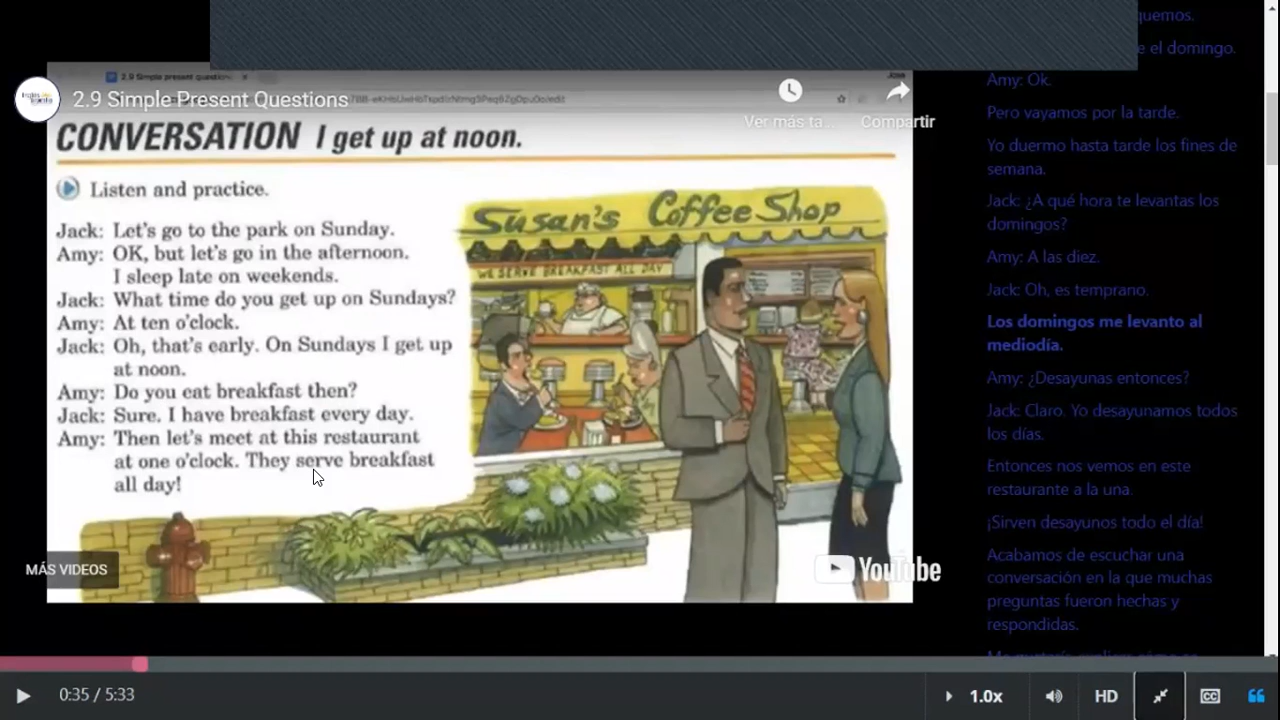 2.9 Simple present question
2.9 Simple Present Questions
Ver más ta...
Compartir
CONVERSATION I get up at noon.
Listen and practice.
Jack: Let's go to the park on Sunday.
Amy: OK, but let's go in the afternoon.
I sleep late on weekends.
Jack: What time do you get up on Sundays?
Amy: At ten o'clock.
Jack: Oh, that's early. On Sundays I get up
at noon.
Amy: Do you eat breakfast then?
Jack: Sure. I have breakfast every day.
Amy: Then let's meet at this restaurant
at one o'clock. They serve breakfast
all day!
Susan's Coffee Shop
WE SERVE BREAKFAST ALL DAY
MÁS VIDEOS
YouTube
quemos.
e el domingo.
Amy: Ok.
Pero vayamos por la tarde.
Yo duermo hasta tarde los fines de
semana.
Jack: ¿A qué hora te levantas los
domingos?
Amy: A las diez.
Jack: Oh, es temprano.
Los domingos me levanto al
mediodía.
Amy: ¿Desayunas entonces?
Jack: Claro. Yo desayunamos todos
los días.
Entonces nos vemos en este
restaurante a la una.
¡Sirven desayunos todo el día!
Acabamos de escuchar una
conversación en la que muchas
preguntas fueron hechas y
respondidas.
0:35 / 5:33
1.0x
HD
CC